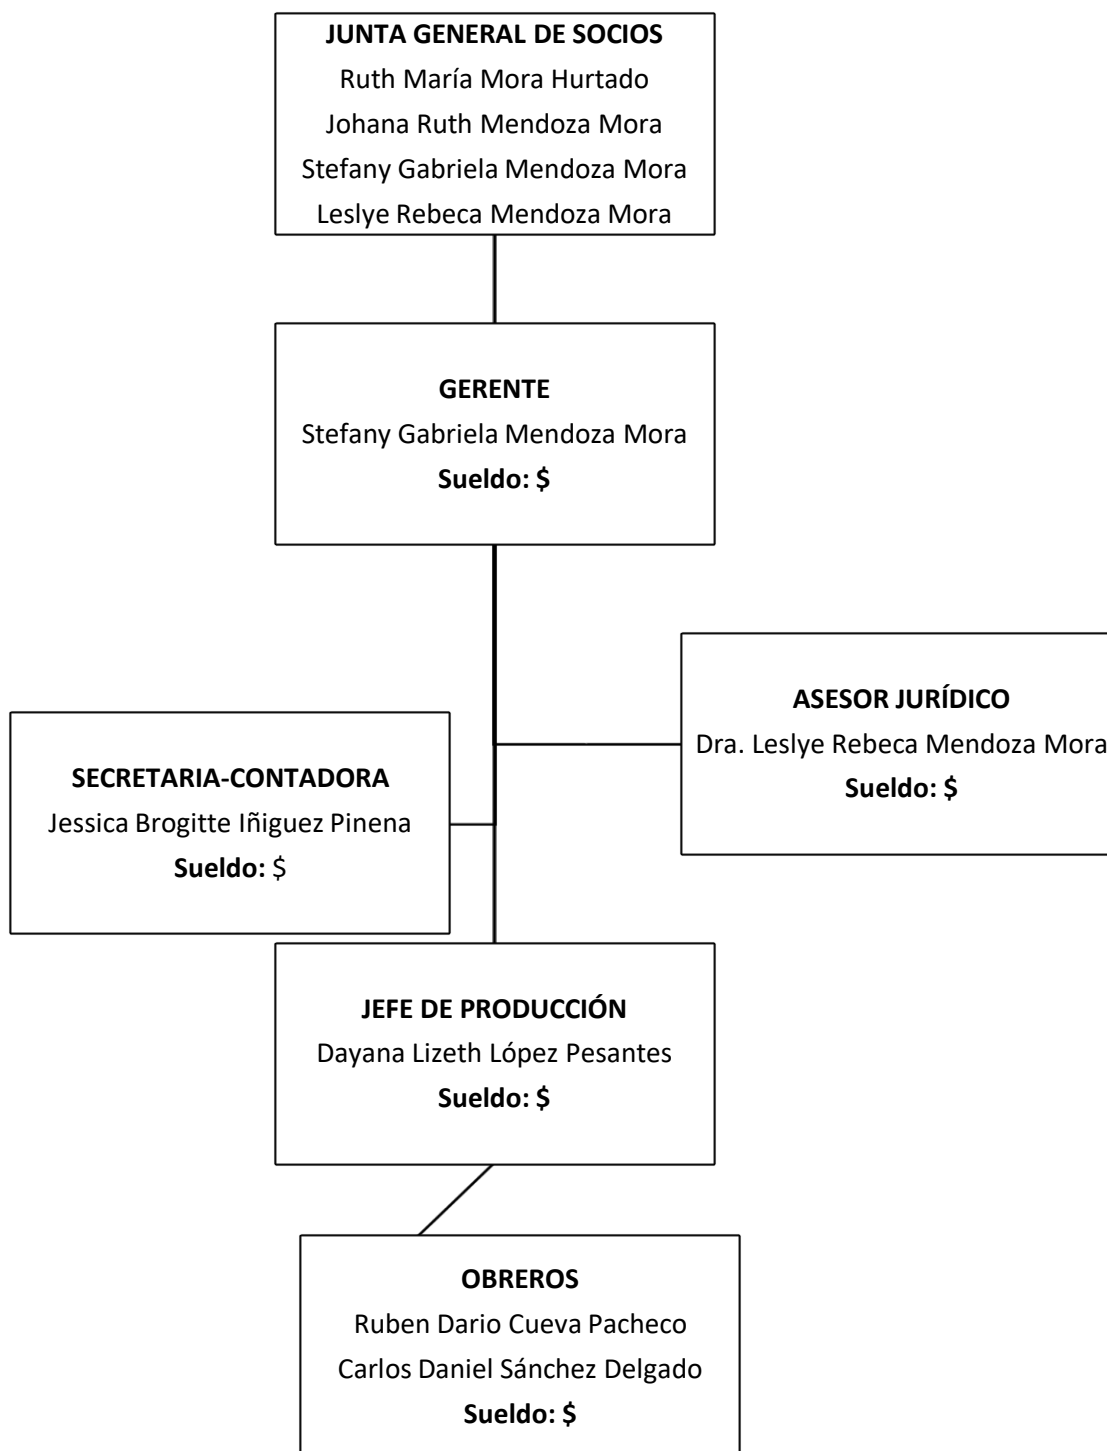 JUNTA GENERAL DE SOCIOS
Ruth María Mora Hurtado
Johana Ruth Mendoza Mora
Stefany Gabriela Mendoza Mora
Leslye Rebeca Mendoza Mora
GERENTE
Stefany Gabriela Mendoza Mora
Sueldo: $
ASESOR JURÍDICO
Dra. Leslye Rebeca Mendoza Mora
Sueldo: $
SECRETARIA-CONTADORA
Jessica Brogitte Iñiguez Pinena
Sueldo: $
JEFE DE PRODUCCIÓN
Dayana Lizeth López Pesantes
Sueldo: $
OBREROS
Ruben Dario Cueva Pacheco
Carlos Daniel Sánchez Delgado
Sueldo: $